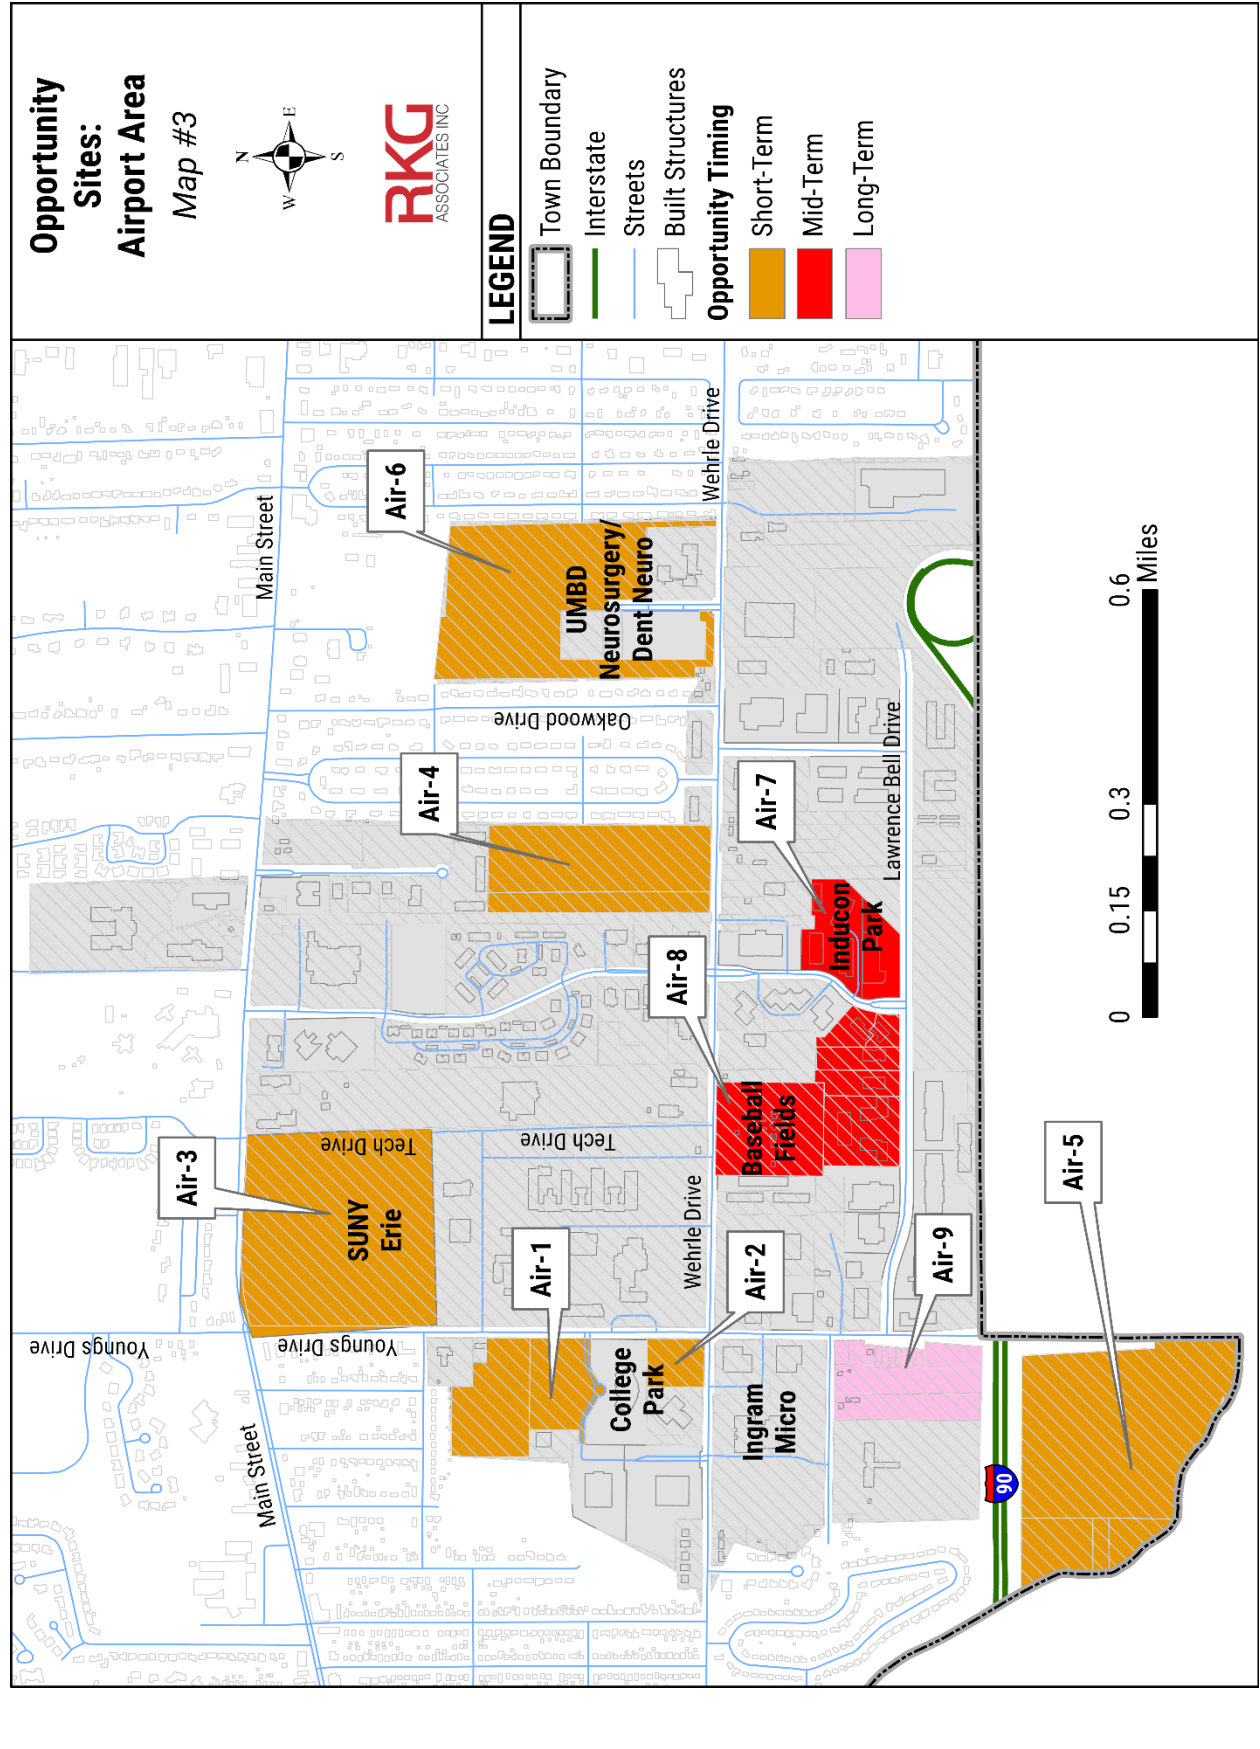 Opportunity
Sites:
Airport Area
Map #3
N
W
E
S
RKG
ASSOCIATES INC
LEGEND
Town Boundary
Interstate
Streets
Built Structures
Opportunity Timing
Short-Term
Mid-Term
Long-Term
Youngs Drive
Main Street
Main Street
Air-3
SUNY
Erie
Youngs Drive
Tech Drive
Tech Drive
Air-6
UMBD
Neurosurgery/
Dent Neuro
Oakwood Drive
Air-4
Air-1
College
Park
Air-2
Wehrle Drive
Wehrle Drive
Air-8
Baseball
Fields
Air-7
Inducon
Park
Lawrence Bell Drive
Ingram
Micro
Air-9
90
Air-5
0
0.15
0.3
0.6
Miles